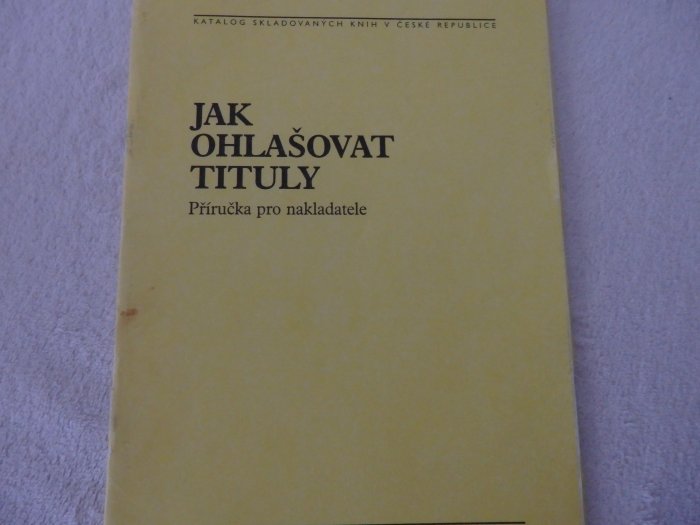 KATALOG SKLADOVANÝCH KNIH V ČESKÉ REPUBLICE
JAK
OHLAŠOVAT
TITULY
Příručka pro nakladatele